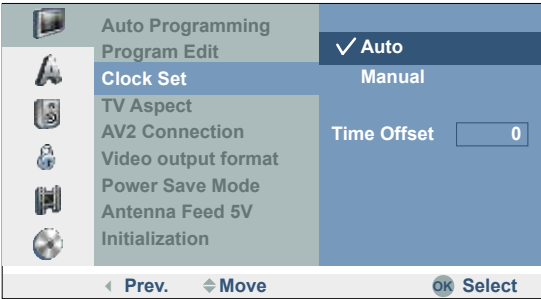 Auto Programming
Program Edit
Clock Set
TV Aspect
AV2 Connection
Video output format
Power Save Mode
Antenna Feed 5V
Initialization
Auto
Manual
Time Offset 0
Prev. Move OK Select